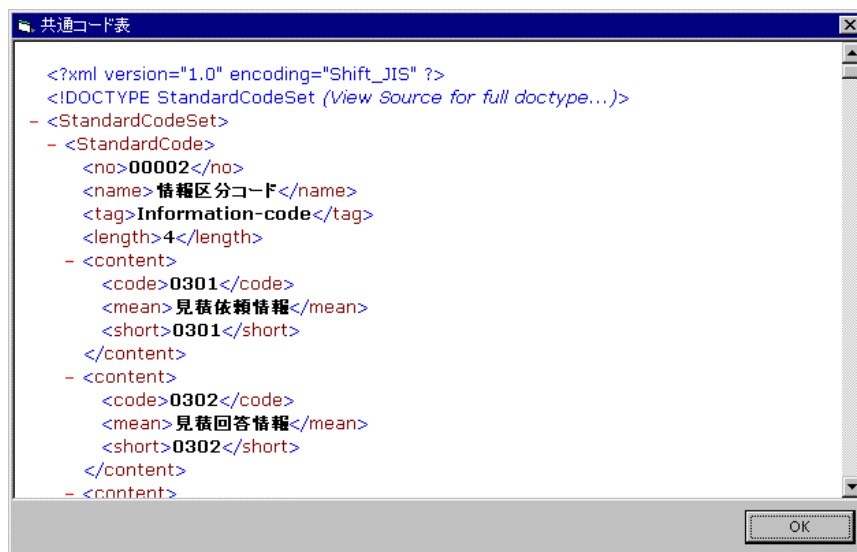 共通コード表
<?xml version="1.0" encoding="Shift_JIS" ?>
<!DOCTYPE StandardCodeSet (View Source for full doctype...)>
- <StandardCodeSet>
- <StandardCode>
<no>00002</no>
<name>情報区分コード</name>
<tag>Information-code</tag>
<length>4</length>
- <content>
<code>0301</code>
<mean>見積依頼情報</mean>
<short>0301</short>
</content>
- <content>
<code>0302</code>
<mean>見積回答情報</mean>
<short>0302</short>
</content>
- <content>
OK